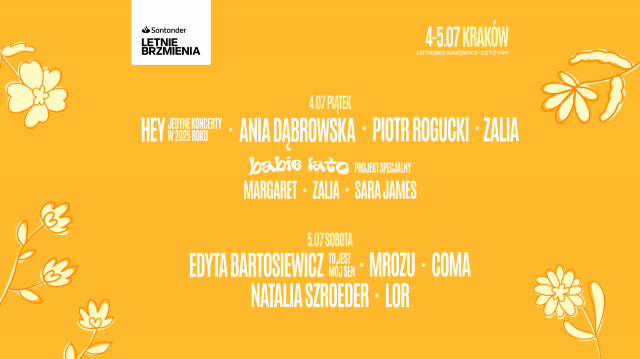 Santander
LETNIE
BRZMIENIA
4-5.07 KRAKÓW
LOTNISKO RAKOWICE-CZYŻYNY
4.07 PIĄTEK
HEY JEDYNE KONCERTY W 2025 ROKU • ANIA DĄBROWSKA • PIOTR ROGUCKI • ZALIA
babie lato PROJEKT SPECJALNY
MARGARET • ZALIA • SARA JAMES
5.07 SOBOTA
EDYTA BARTOSIEWICZ TO JEST MÓJ SEN • MROZU • COMA
NATALIA SZROEDER • LOR